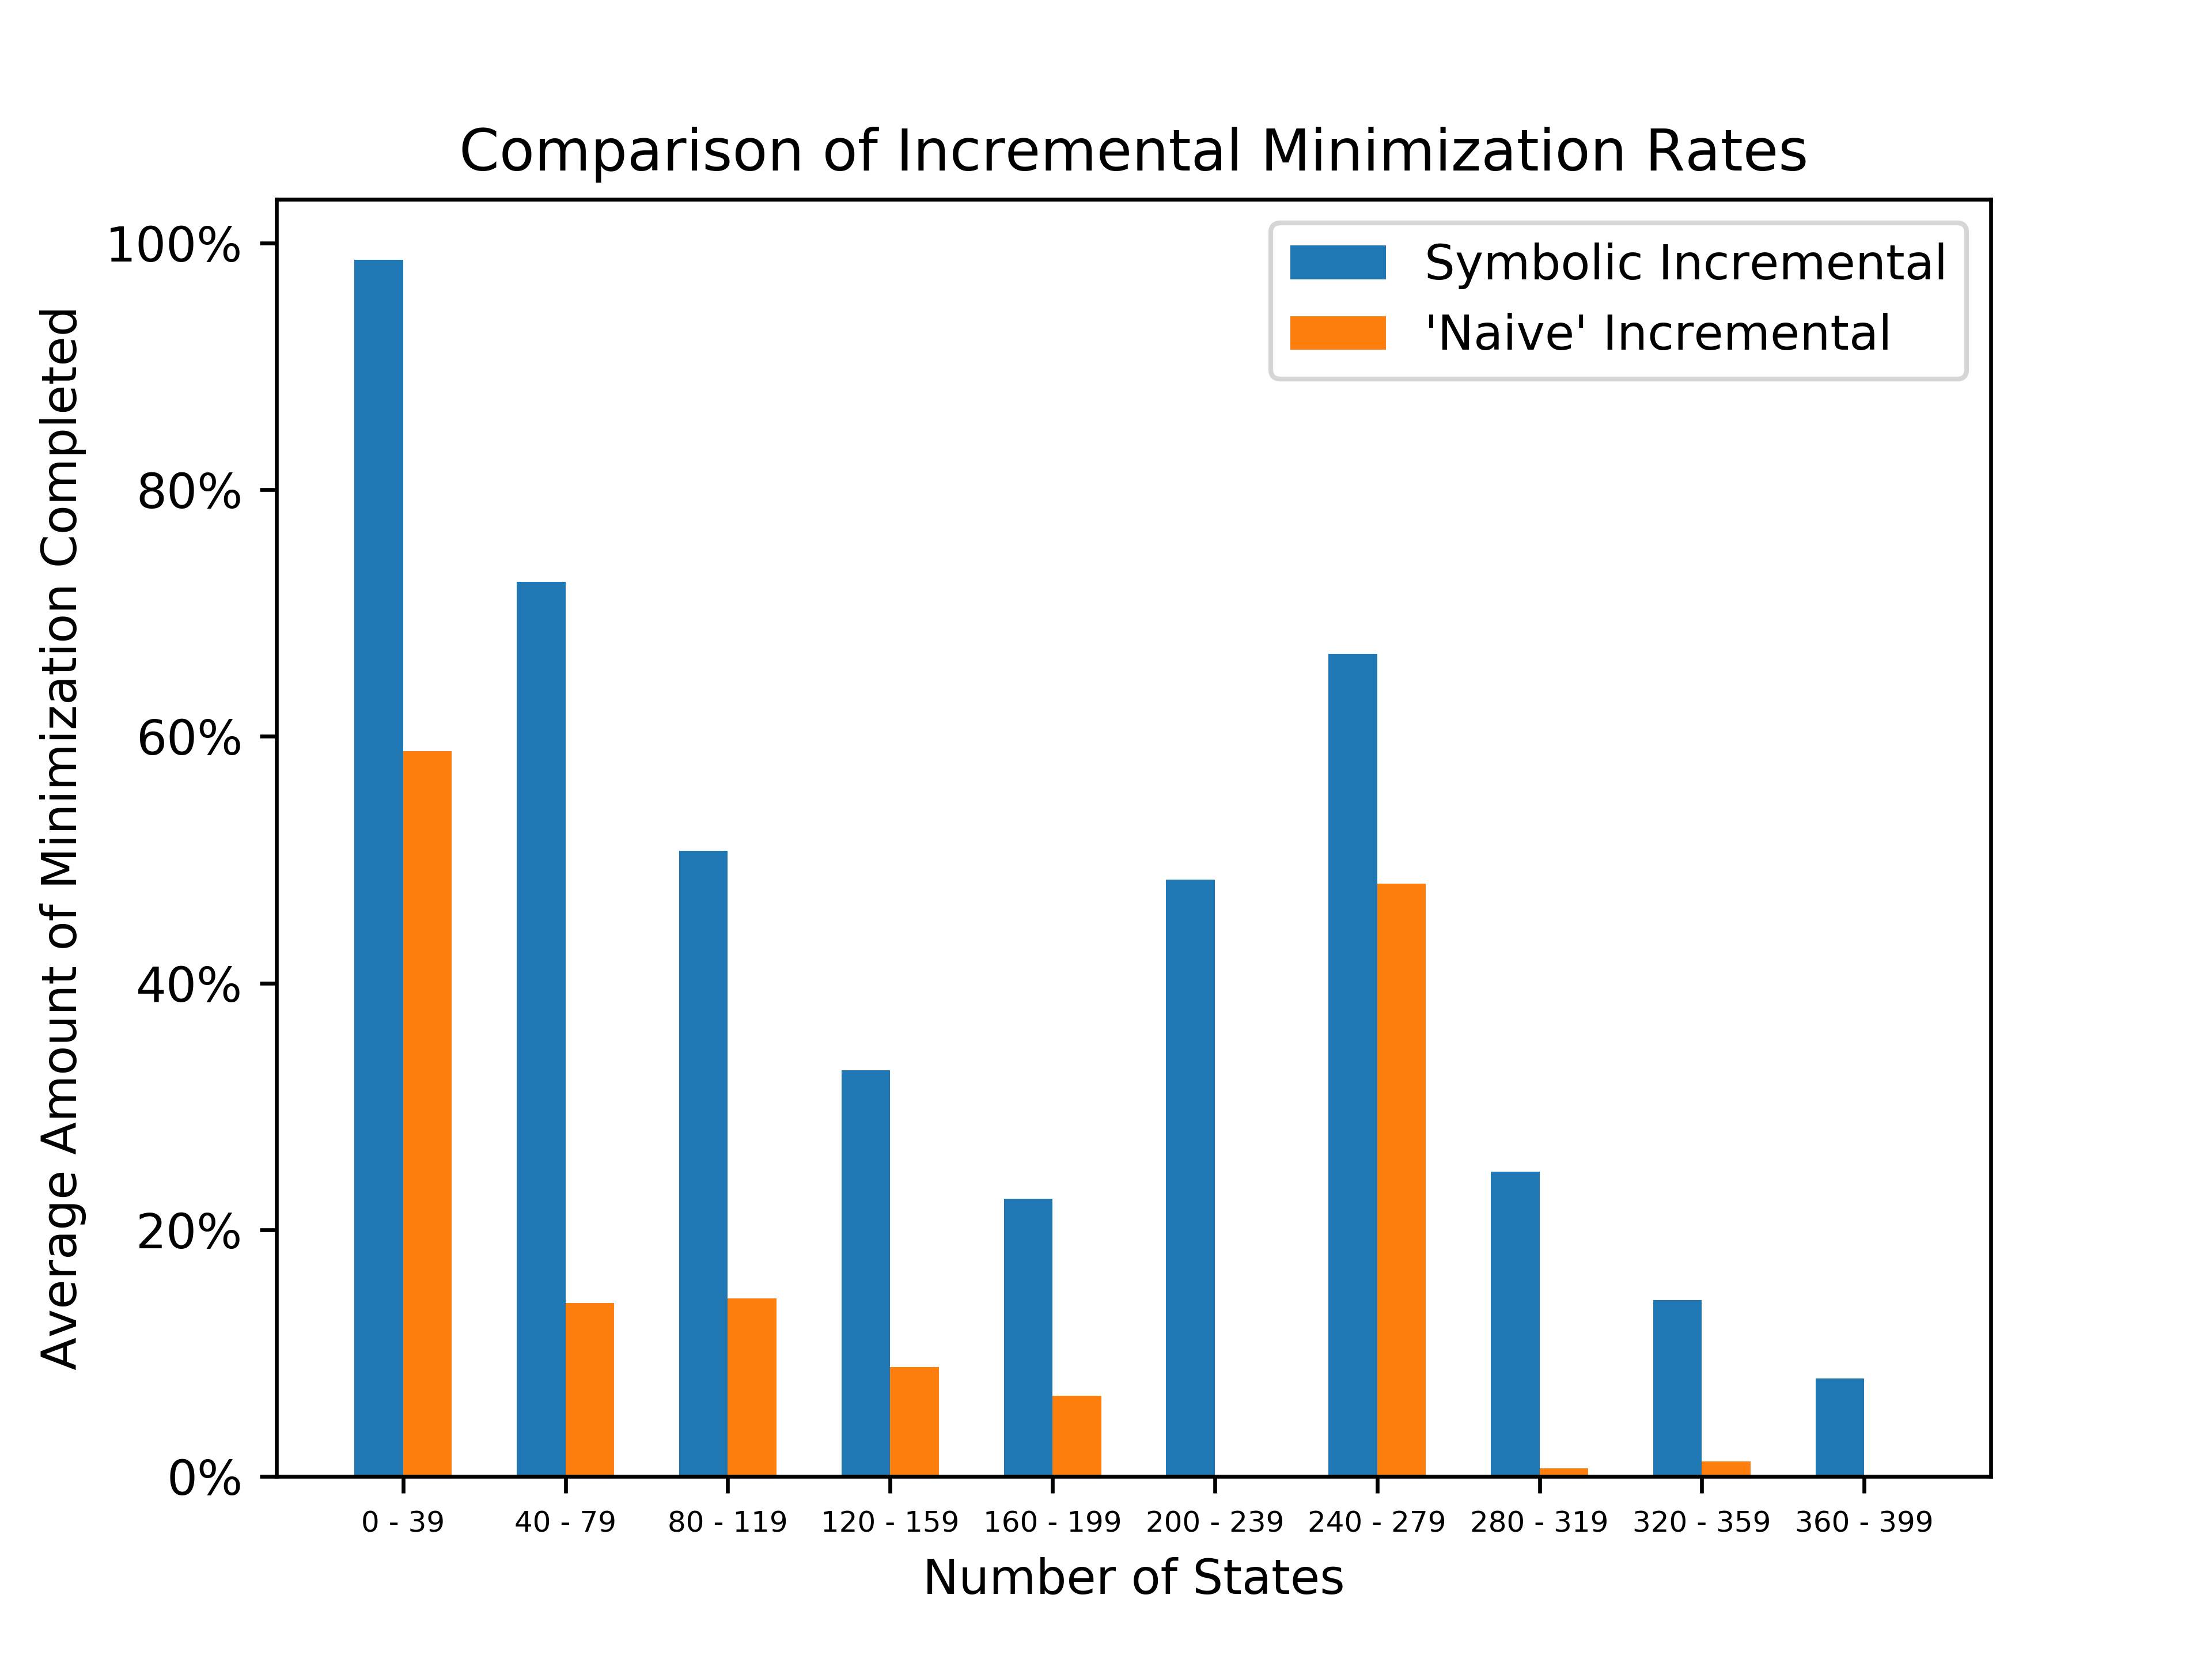 Comparison of Incremental Minimization Rates
Symbolic Incremental
'Naive' Incremental
Average Amount of Minimization Completed
100%
80%
60%
40%
20%
0%
0 - 39
40 - 79
80 - 119
120 - 159
160 - 199
200 - 239
240 - 279
280 - 319
320 - 359
360 - 399
Number of States